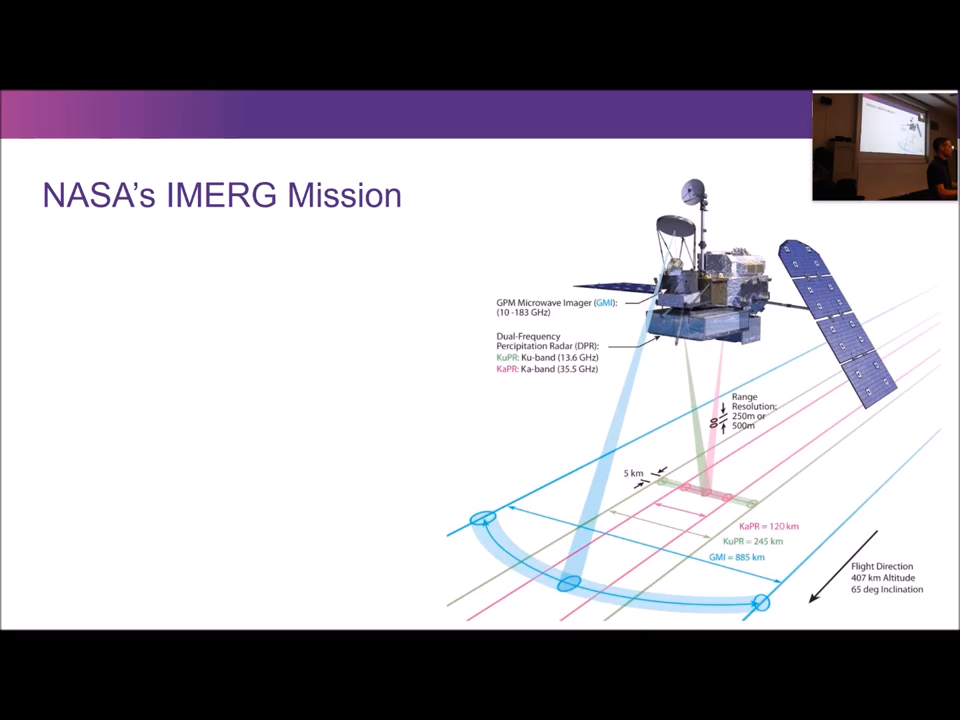 NASA's IMERG Mission
GPM Microwave Imager (GMI):
(10 -183 GHz)
Dual-Frequency
Percipitation Radar (DPR):
KuPR: Ku-band (13.6 GHz)
KaPR: Ka-band (35.5 GHz)
Range
Resolution:
250m or
500m
5 km
KaPR = 120 km
KuPR = 245 km
GMI = 885 km
Flight Direction
407 km Altitude
65 deg Inclination